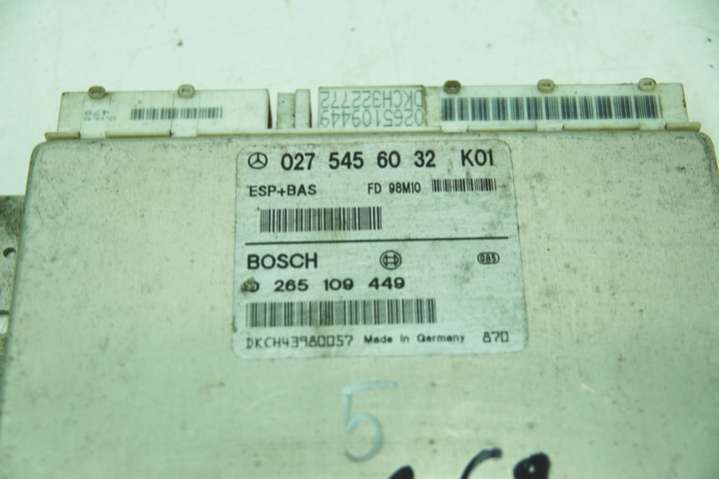 0265109449
DKCH322772
027 545 60 32 K01
ESP+BAS FD 98M10
BOSCH 085
0 265 109 449
DKCH43980057 Made in Germany 870
5